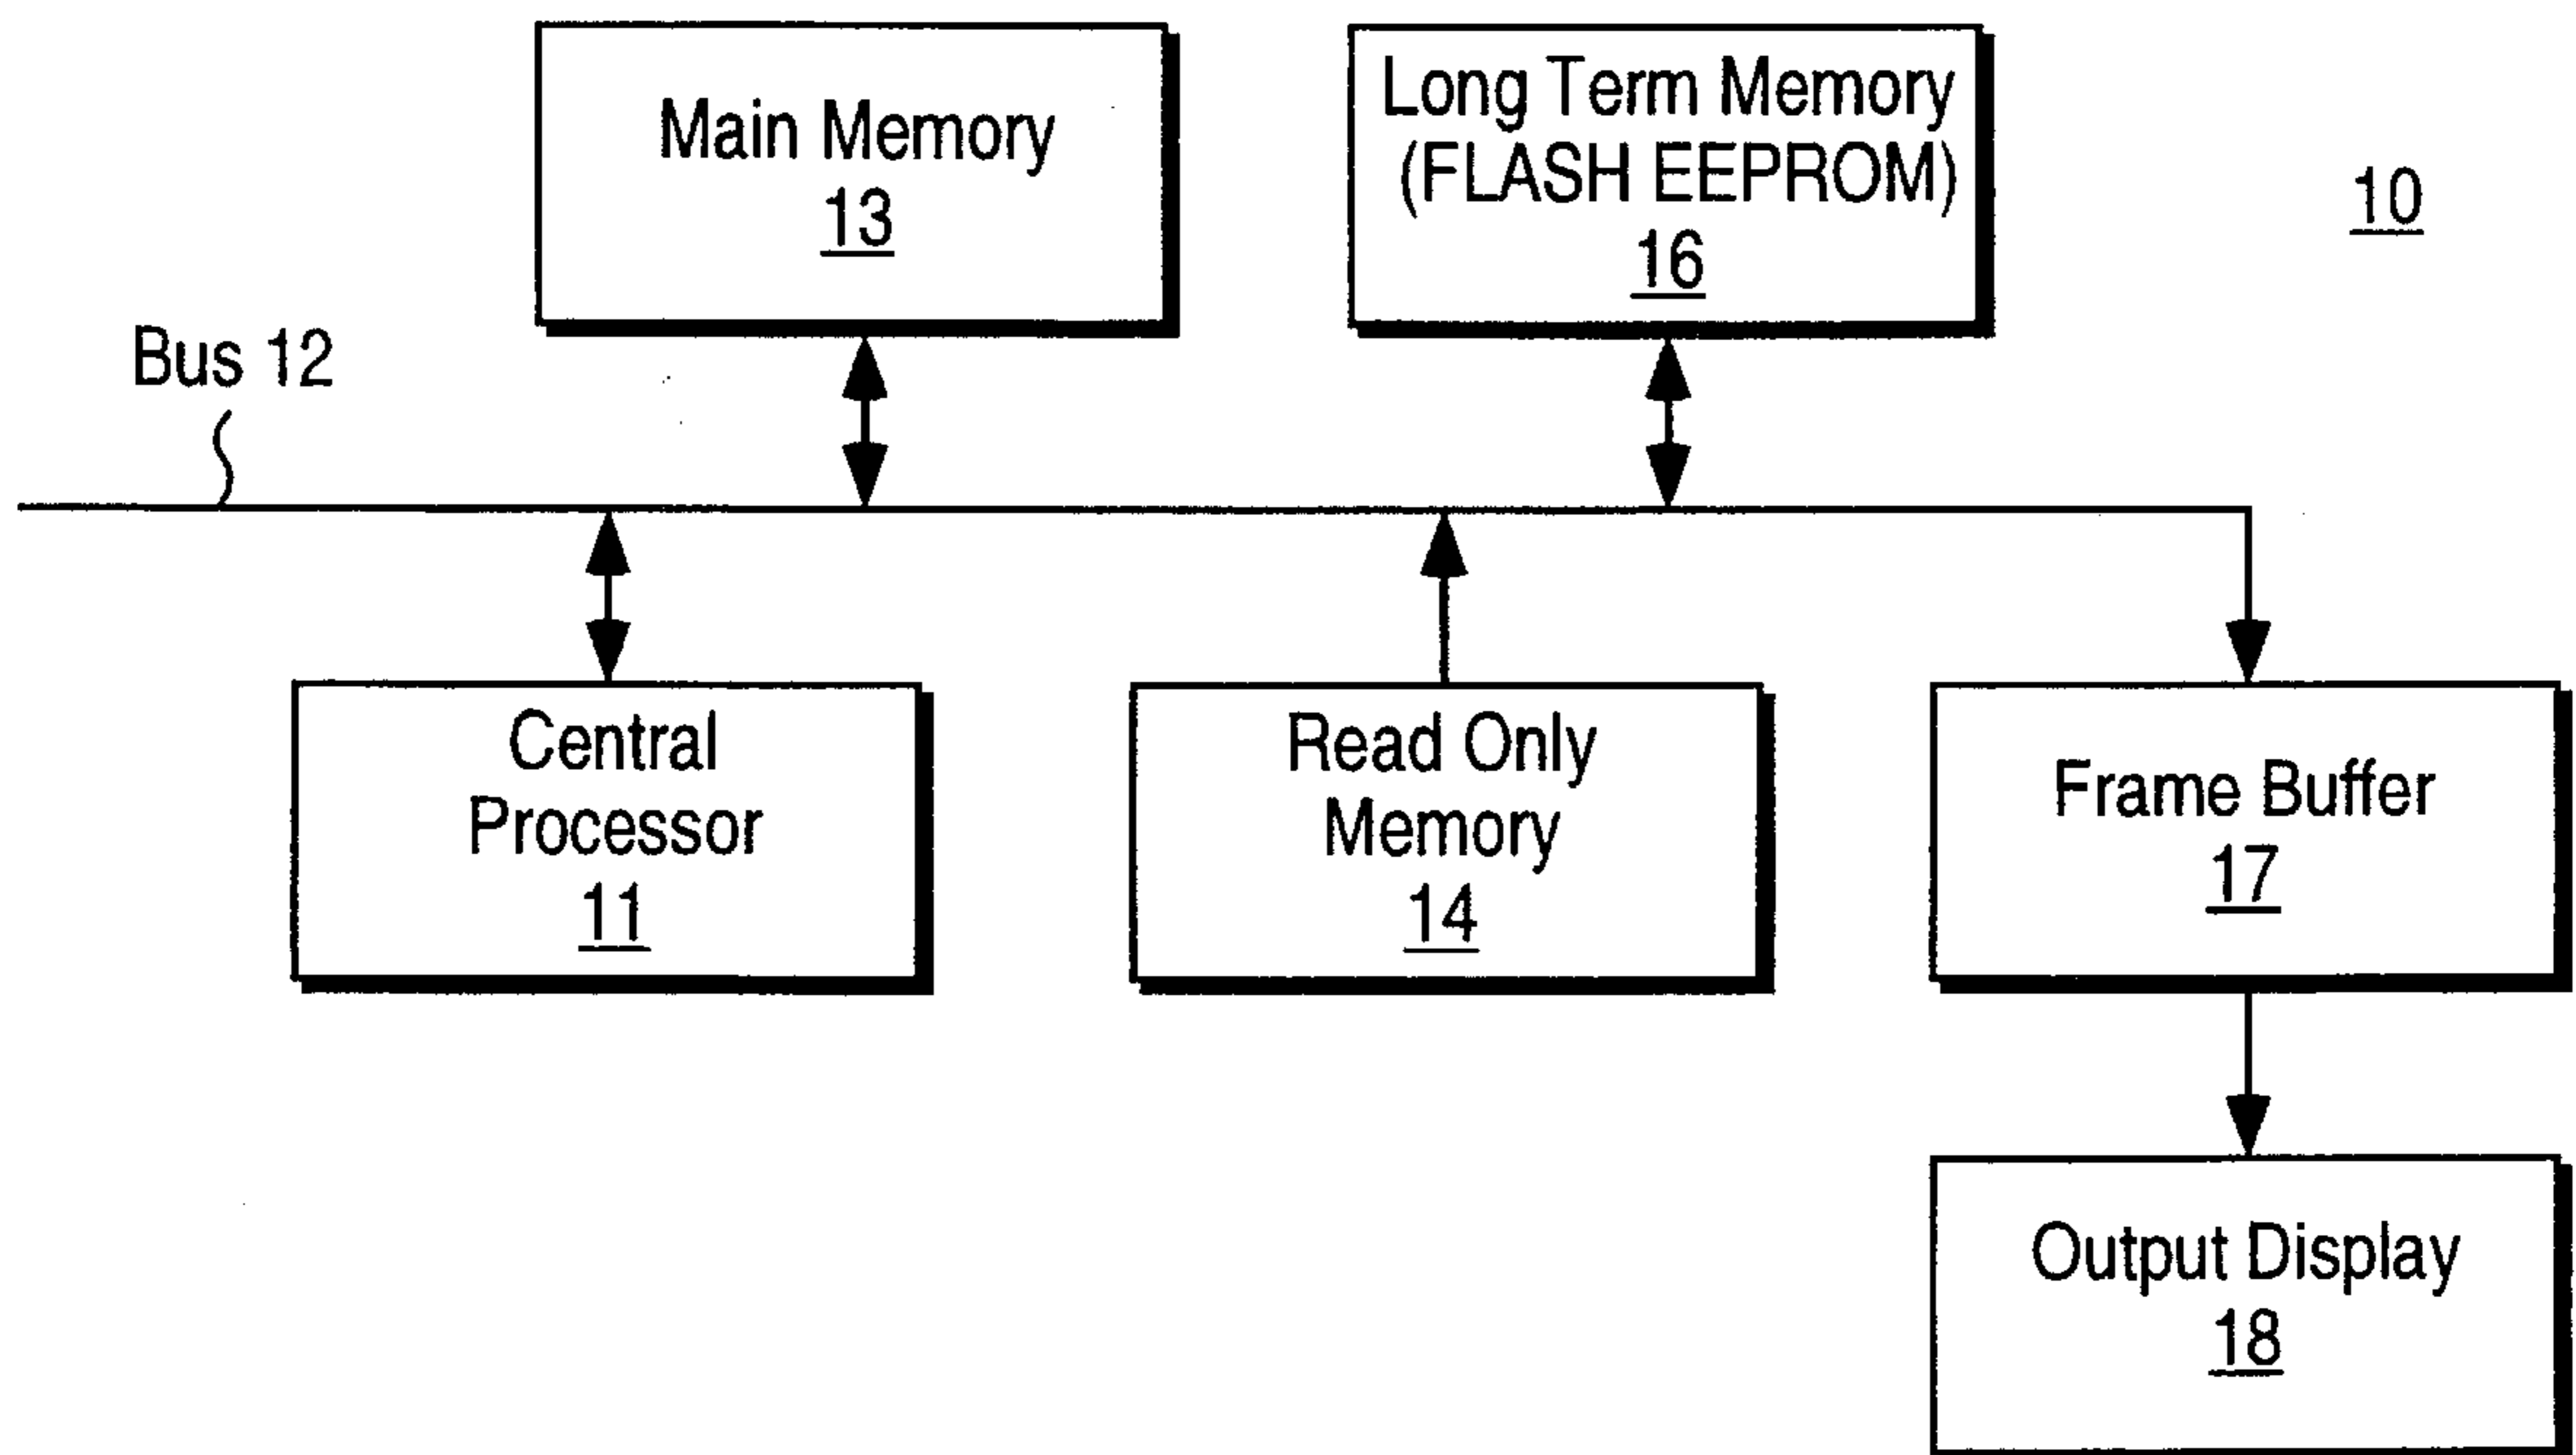 Main Memory
13
Long Term Memory
(FLASH EEPROM)
16
10
Bus 12
Central
Processor
11
Read Only
Memory
14
Frame Buffer
17
Output Display
18